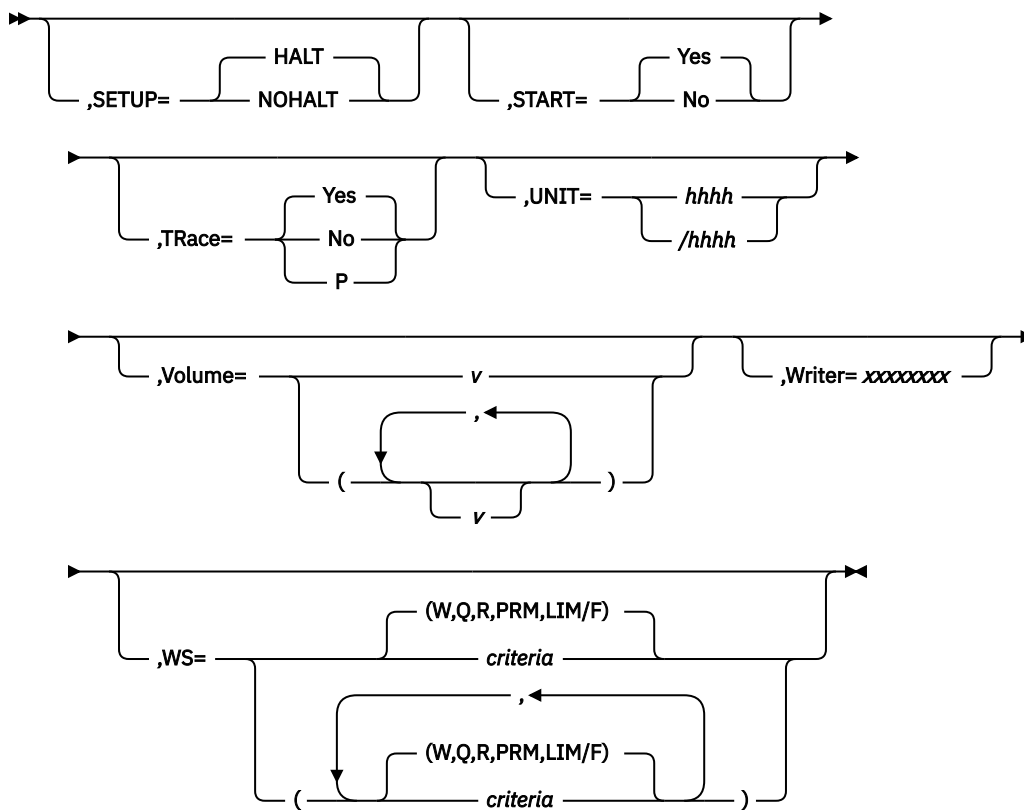 HALT Yes
,SETUP= NOHALT ,START= No
Yes ,UNIT= hhhh
,TRace= No /hhhh
P
,Volume= v ,Writer= xxxxxxxx
,
( )
v
(W,Q,R,PRM,LIM/F)
,WS= criteria
,
(W,Q,R,PRM,LIM/F)
( criteria )